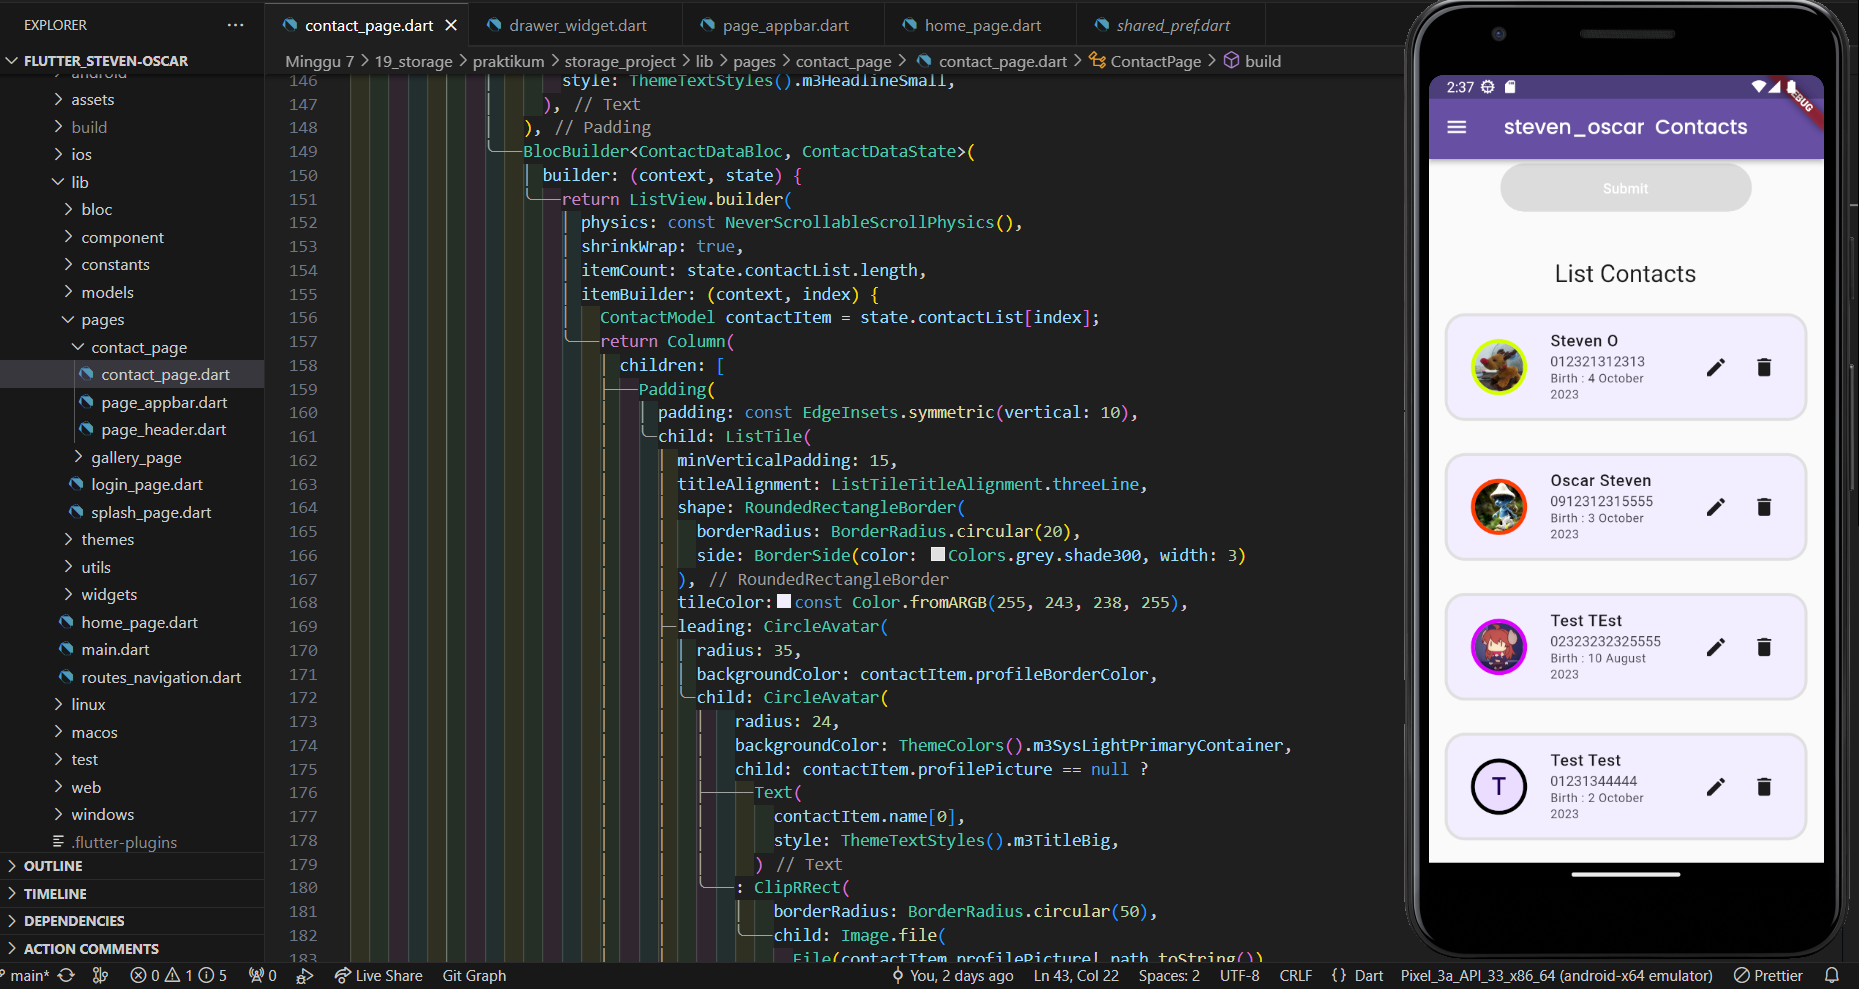 EXPLORER
FLUTTER_STEVEN-OSCAR
android
assets
build
ios
lib
bloc
component
constants
models
pages
contact_page
contact_page.dart
page_appbar.dart
page_header.dart
gallery_page
login_page.dart
splash_page.dart
themes
utils
widgets
home_page.dart
main.dart
routes_navigation.dart
linux
macos
test
web
windows
.flutter-plugins
OUTLINE
TIMELINE
DEPENDENCIES
ACTION COMMENTS
contact_page.dart drawer_widget.dart page_appbar.dart home_page.dart shared_pref.dart
Minggu 7 > 19_storage > praktikum > storage_project > lib > pages > contact_page > contact_page.dart > ContactPage > build
146 style: ThemeTextStyles().m3HeadlineSmall,
147 ), // Text
148 ), // Padding
149 BlocBuilder<ContactDataBloc, ContactDataState>(
150 builder: (context, state) {
151 return ListView.builder(
152 physics: const NeverScrollableScrollPhysics(),
153 shrinkWrap: true,
154 itemCount: state.contactList.length,
155 itemBuilder: (context, index) {
156 ContactModel contactItem = state.contactList[index];
157 return Column(
158 children: [
159 Padding(
160 padding: const EdgeInsets.symmetric(vertical: 10),
161 child: ListTile(
162 minVerticalPadding: 15,
163 titleAlignment: ListTileTitleAlignment.threeLine,
164 shape: RoundedRectangleBorder(
165 borderRadius: BorderRadius.circular(20),
166 side: BorderSide(color: Colors.grey.shade300, width: 3)
167 ), // RoundedRectangleBorder
168 tileColor: const Color.fromARGB(255, 243, 238, 255),
169 leading: CircleAvatar(
170 radius: 35,
171 backgroundColor: contactItem.profileBorderColor,
172 child: CircleAvatar(
173 radius: 24,
174 backgroundColor: ThemeColors().m3SysLightPrimaryContainer,
175 child: contactItem.profilePicture == null ?
176 Text(
177 contactItem.name[0],
178 style: ThemeTextStyles().m3TitleBig,
179 ) // Text
180 : ClipRRect(
181 borderRadius: BorderRadius.circular(50),
182 child: Image.file(
183 File(contactItem.profilePicture!.path.toString())
2:37
DEBUG
steven_oscar Contacts
Submit
List Contacts
Steven O
012321312313
Birth : 4 October
2023
Oscar Steven
0912312315555
Birth : 3 October
2023
Test TEst
02323232325555
Birth : 10 August
2023
T
Test Test
01231344444
Birth : 2 October
2023
main* 0 1 5 0 Live Share Git Graph You, 2 days ago Ln 43, Col 22 Spaces: 2 UTF-8 CRLF {} Dart Pixel_3a_API_33_x86_64 (android-x64 emulator) Prettier